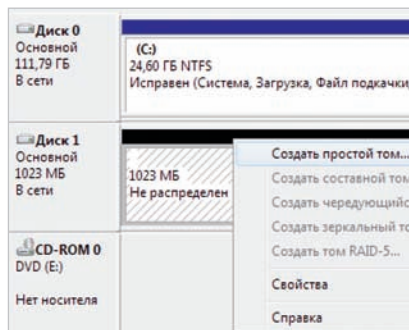 Диск 0
Основной
111,79 ГБ
В сети
(C:)
24,60 ГБ NTFS
Исправен (Система, Загрузка, Файл подкачки,
Диск 1
Основной
1023 МБ
В сети
1023 МБ
Не распределен
Создать простой том...
Создать составной том
Создать чередующийс
Создать зеркальный то
Создать том RAID-5...
Свойства
Справка
CD-ROM 0
DVD (E:)
Нет носителя